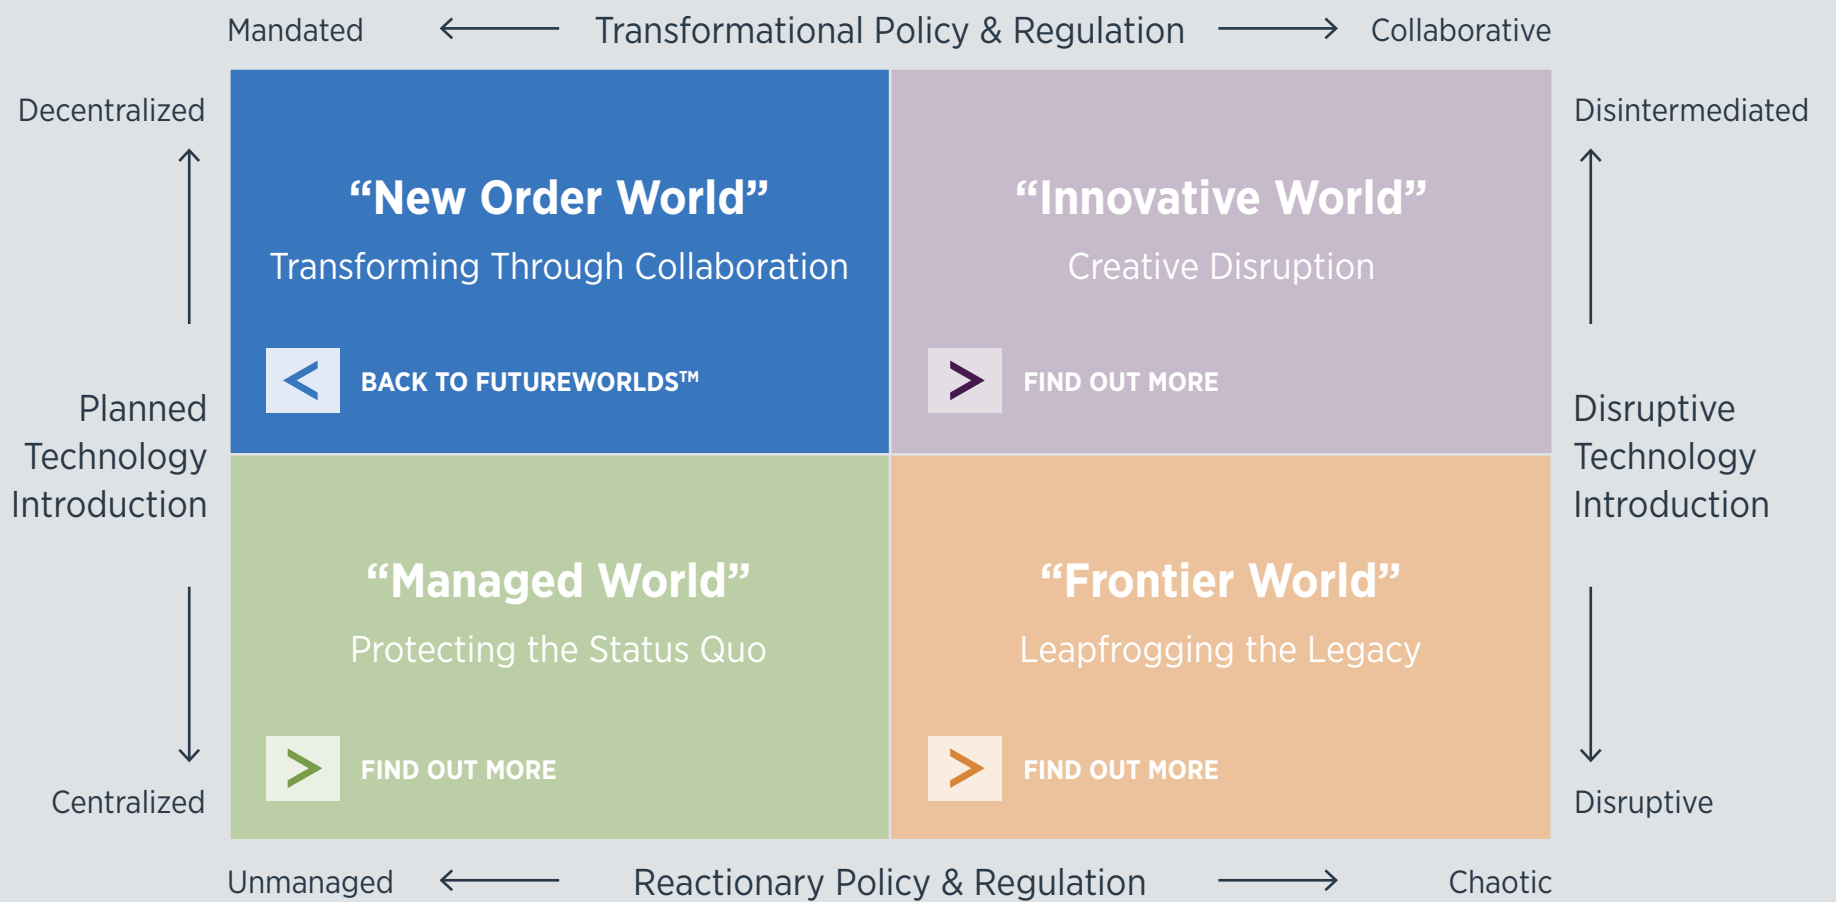 Mandated
Transformational Policy & Regulation
Collaborative
Decentralized
Disintermediated
“New Order World”
Transforming Through Collaboration
< BACK TO FUTUREWORLDS™
“Innovative World”
Creative Disruption
> FIND OUT MORE
Planned
Technology
Introduction
Disruptive
Technology
Introduction
“Managed World”
Protecting the Status Quo
> FIND OUT MORE
“Frontier World”
Leapfrogging the Legacy
> FIND OUT MORE
Centralized
Disruptive
Unmanaged
Reactionary Policy & Regulation
Chaotic